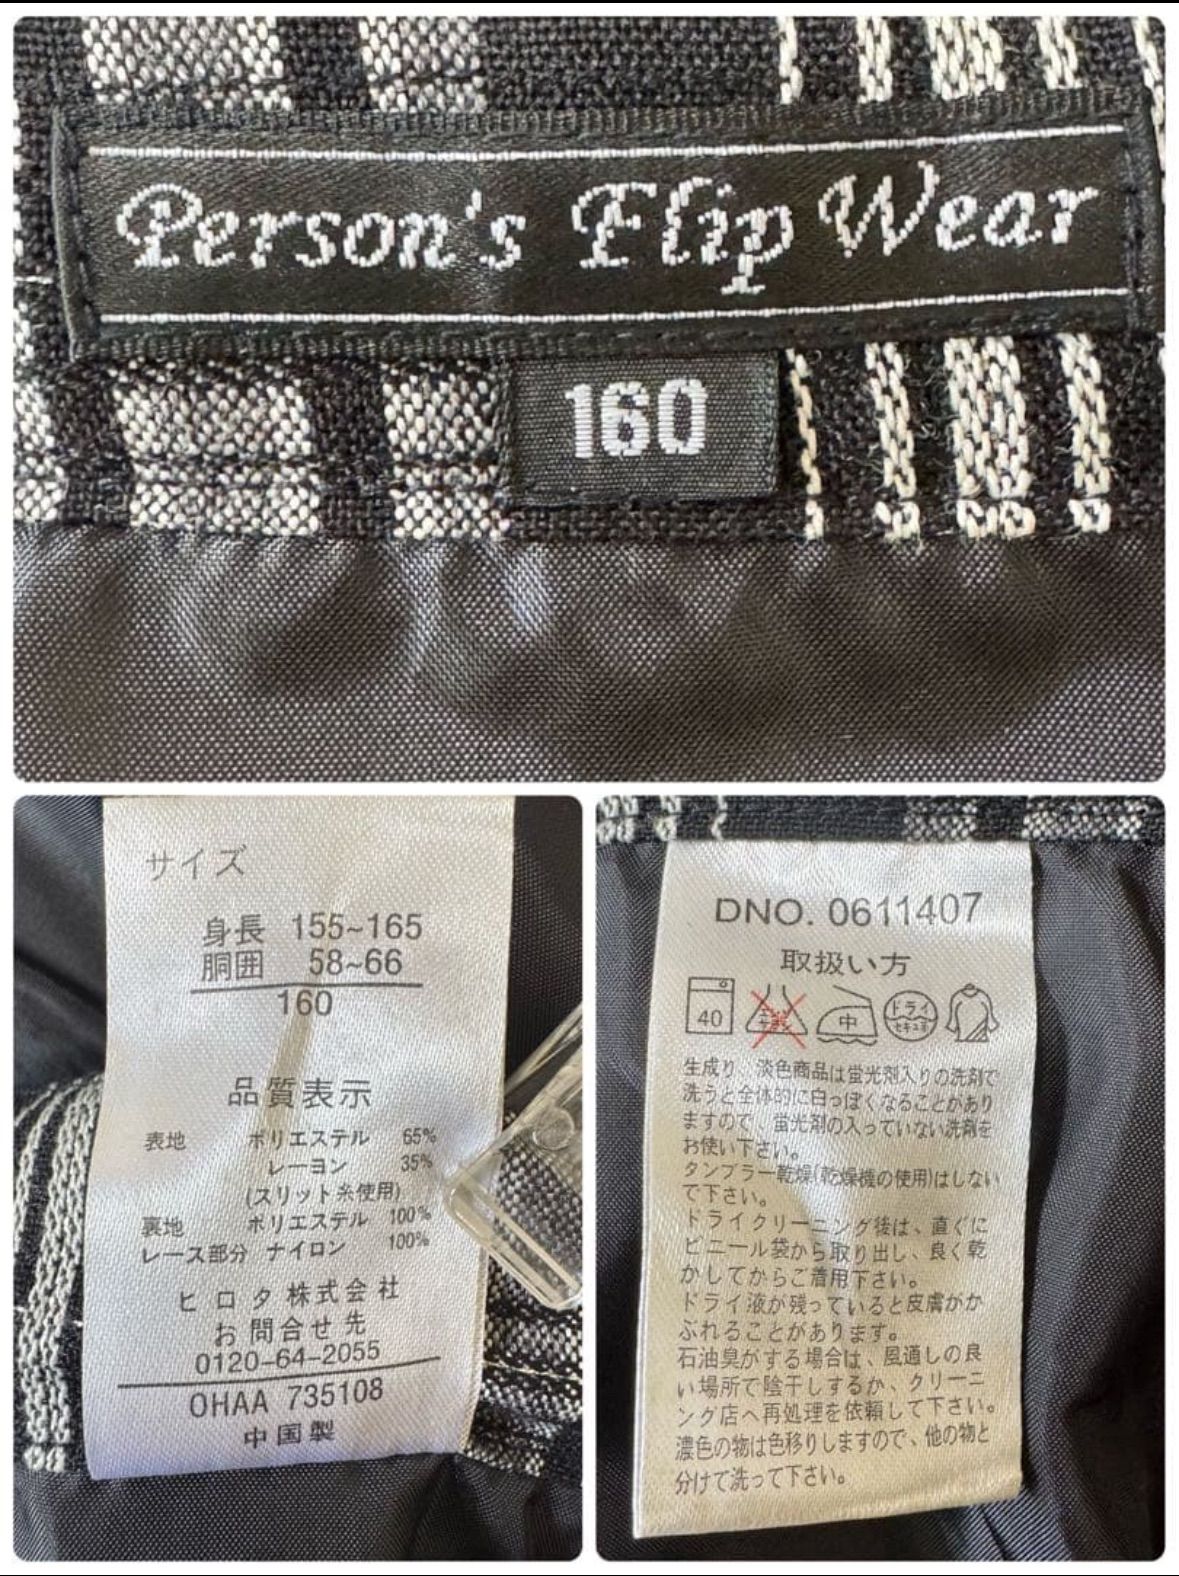 Person's Flip Wear
160
サイズ
身長 155~165
胴囲 58~66
160
品質表示
表地 ポリエステル 65%
レーヨン 35%
(スリット糸使用)
裏地 ポリエステル 100%
レース部分 ナイロン 100%
ヒロタ株式会社
お問合せ先
0120-64-2055
OHAA 735108
中国製
DNO. 0611407
取扱い方
40 中 ドライ セキユ系
生成り、淡色商品は蛍光剤入りの洗剤で
洗うと全体的に白っぽくなることがあり
ますので、蛍光剤の入っていない洗剤を
お使い下さい。
タンブラー乾燥(乾燥機の使用)はしない
で下さい。
ドライクリーニング後は、直ぐに
ビニール袋から取り出し、良く乾
かしてからご着用下さい。
ドライ液が残っていると皮膚がか
ぶれることがあります。
石油臭がする場合は、風通しの良
い場所で陰干しするか、クリーニ
ング店へ再処理を依頼して下さい。
濃色の物は色移りしますので、他の物と
分けて洗って下さい。